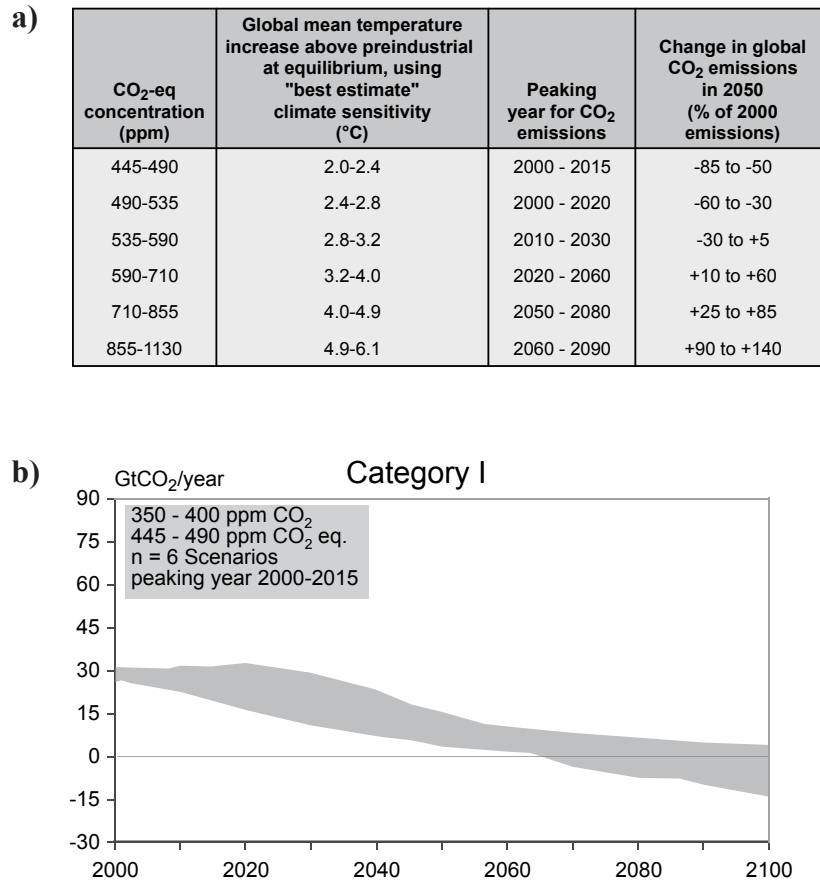 a)
CO₂-eq
concentration
(ppm)
Global mean temperature
increase above preindustrial
at equilibrium, using
"best estimate"
climate sensitivity
(°C)
Peaking
year for CO₂
emissions
Change in global
CO₂ emissions
in 2050
(% of 2000
emissions)
445-490 2.0-2.4 2000 - 2015 -85 to -50
490-535 2.4-2.8 2000 - 2020 -60 to -30
535-590 2.8-3.2 2010 - 2030 -30 to +5
590-710 3.2-4.0 2020 - 2060 +10 to +60
710-855 4.0-4.9 2050 - 2080 +25 to +85
855-1130 4.9-6.1 2060 - 2090 +90 to +140
b)
GtCO₂/year
Category I
350 - 400 ppm CO₂
445 - 490 ppm CO₂ eq.
n = 6 Scenarios
peaking year 2000-2015
90
75
60
45
30
15
0
-15
-30
2000 2020 2040 2060 2080 2100